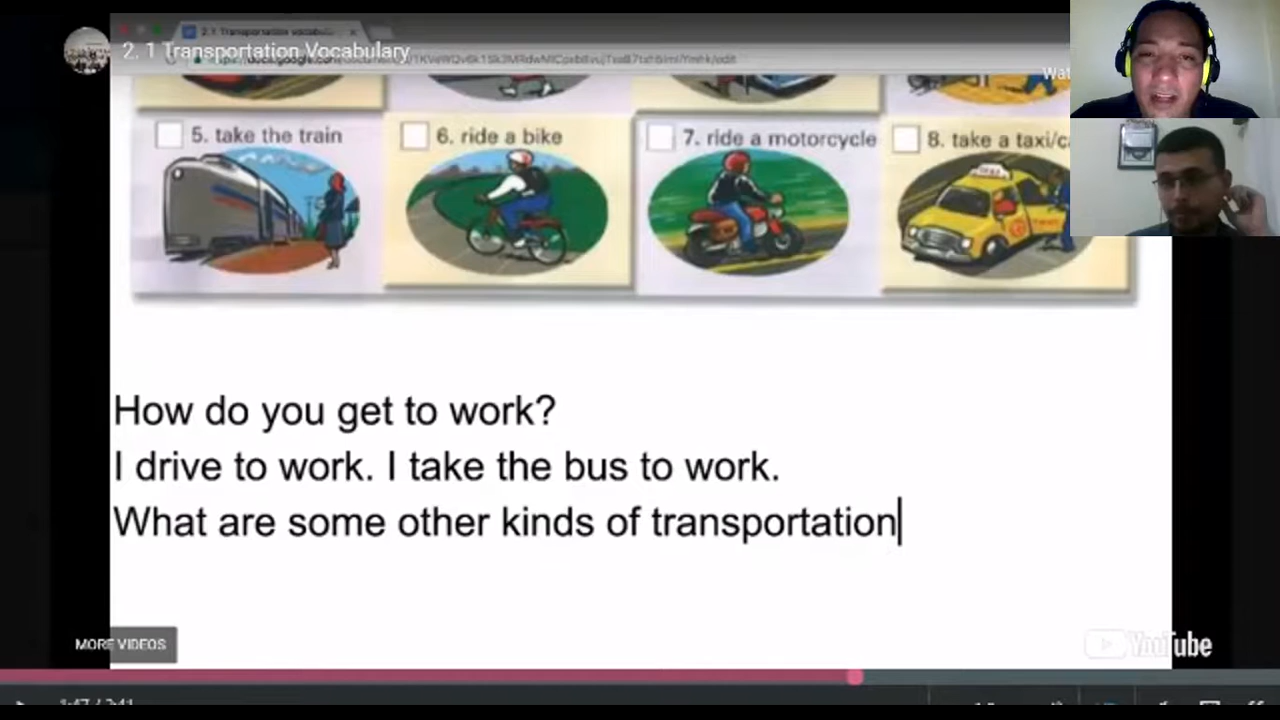 2. 1 Transportation Vocabulary
5. take the train
6. ride a bike
7. ride a motorcycle
8. take a taxi/c
How do you get to work?
I drive to work. I take the bus to work.
What are some other kinds of transportation
MORE VIDEOS
YouTube